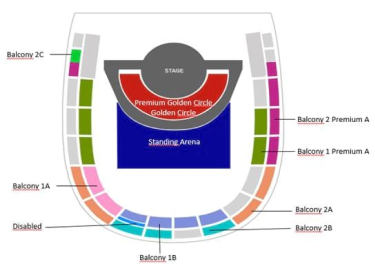 Balcony 2C
STAGE
Premium Golden Circle
Golden Circle
Standing Arena
Balcony 2 Premium A
Balcony 1 Premium A
Balcony 1A
Disabled
Balcony 1B
Balcony 2A
Balcony 2B